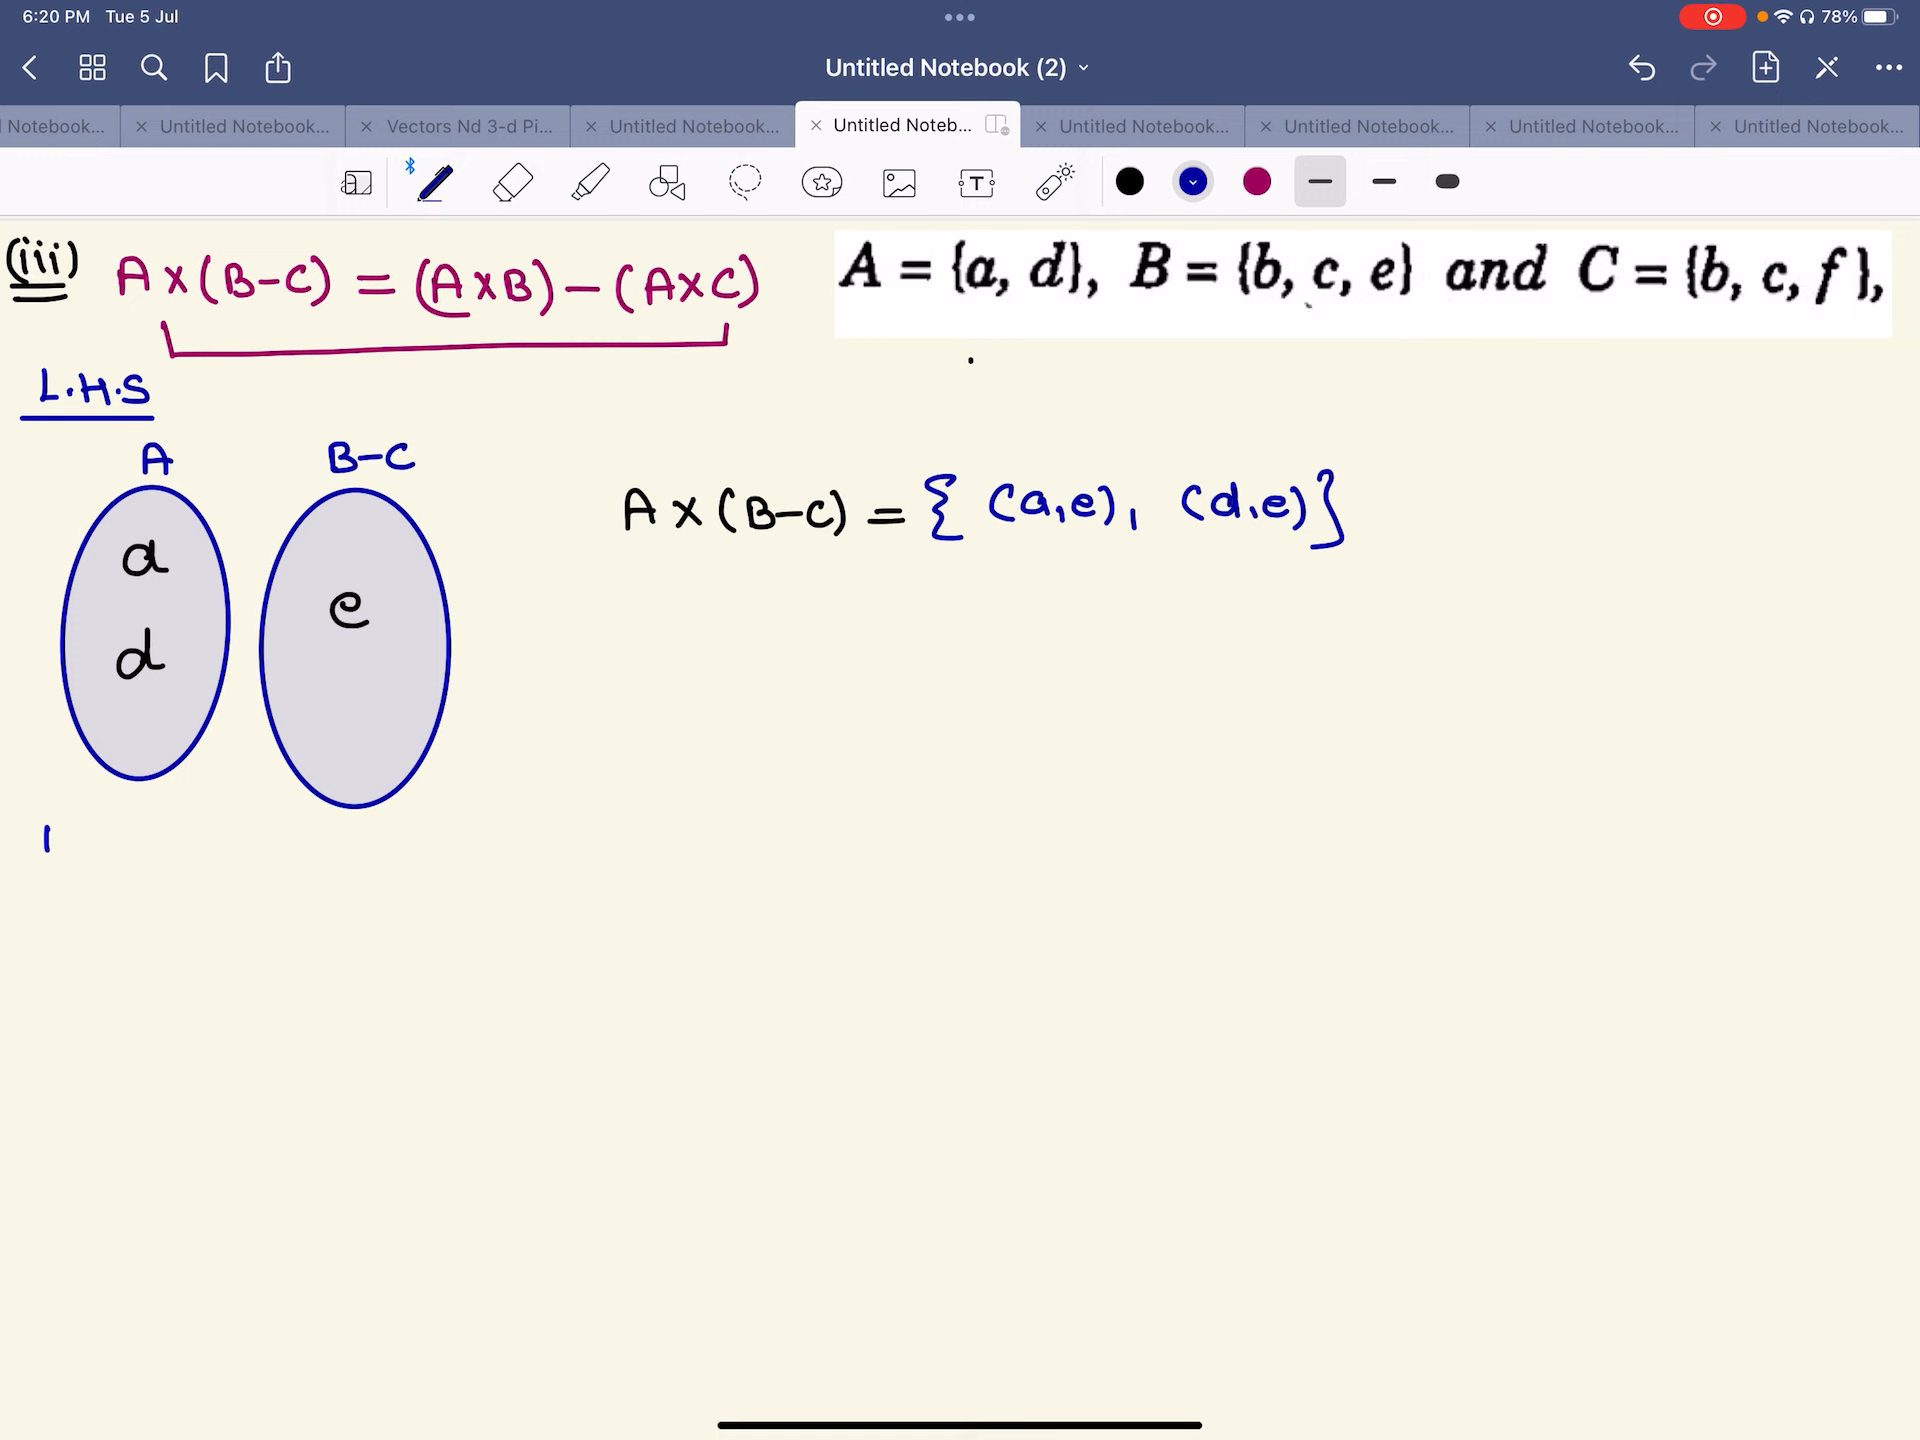 6:20 PM Tue 5 Jul
78%
Untitled Notebook (2)
Notebook... Untitled Notebook... Vectors Nd 3-d Pi... Untitled Notebook... Untitled Noteb... Untitled Notebook... Untitled Notebook... Untitled Notebook... Untitled Notebook...
(iii) A×(B-C) = (A×B)-(A×C)
A = {a, d}, B = {b, c, e} and C = {b, c, f},
L.H.S
A B-C
a
d
e
A×(B-C) = { (a,e), (d,e)}